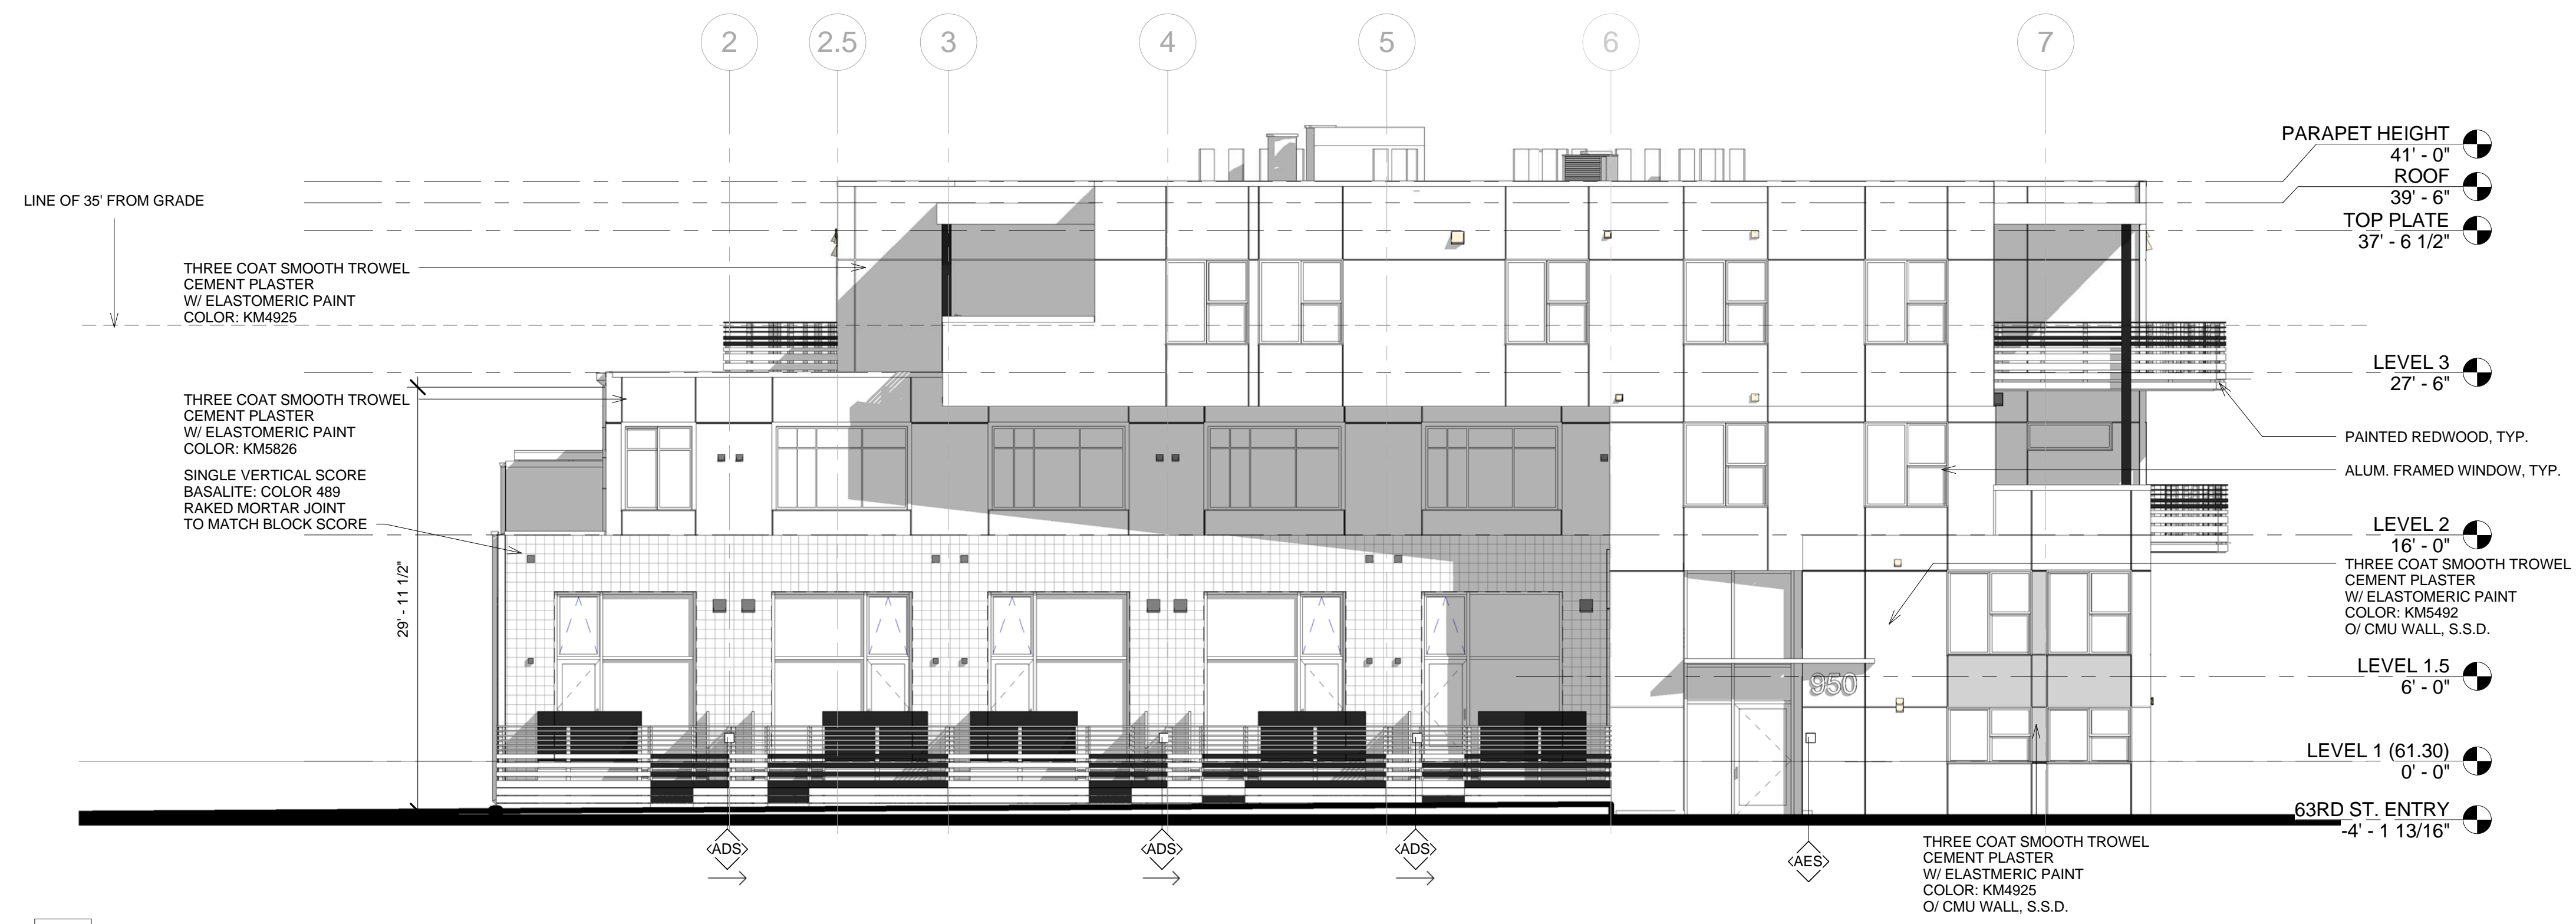 2
2.5
3
4
5
6
7
PARAPET HEIGHT
41' - 0"
ROOF
39' - 6"
TOP PLATE
37' - 6 1/2"
LINE OF 35' FROM GRADE
THREE COAT SMOOTH TROWEL
CEMENT PLASTER
W/ ELASTOMERIC PAINT
COLOR: KM4925
LEVEL 3
27' - 6"
THREE COAT SMOOTH TROWEL
CEMENT PLASTER
W/ ELASTOMERIC PAINT
COLOR: KM5826
PAINTED REDWOOD, TYP.
ALUM. FRAMED WINDOW, TYP.
SINGLE VERTICAL SCORE
BASALITE: COLOR 489
RAKED MORTAR JOINT
TO MATCH BLOCK SCORE
LEVEL 2
16' - 0"
THREE COAT SMOOTH TROWEL
CEMENT PLASTER
W/ ELASTOMERIC PAINT
COLOR: KM5492
O/ CMU WALL, S.S.D.
29' - 11 1/2"
LEVEL 1.5
6' - 0"
950
LEVEL 1 (61.30)
0' - 0"
63RD ST. ENTRY
-4' - 1 13/16"
ADS
ADS
ADS
AES
THREE COAT SMOOTH TROWEL
CEMENT PLASTER
W/ ELASTMERIC PAINT
COLOR: KM4925
O/ CMU WALL, S.S.D.